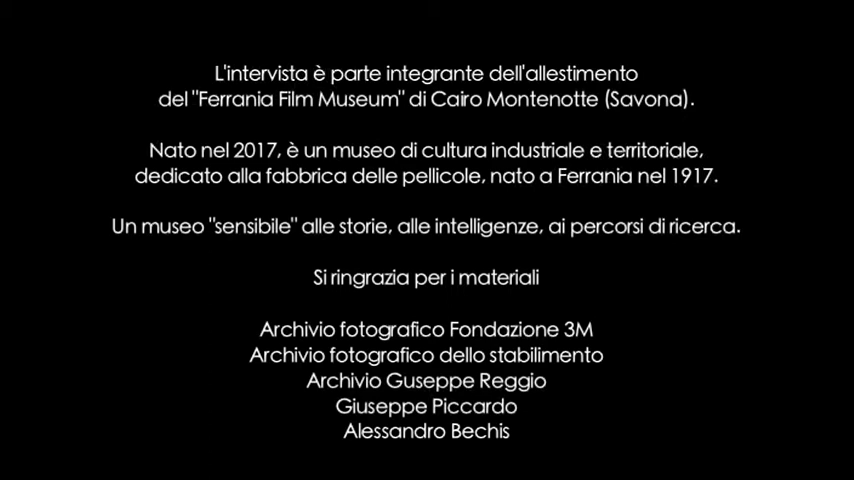 L'intervista è parte integrante dell'allestimento
del "Ferrania Film Museum" di Cairo Montenotte (Savona).
Nato nel 2017, è un museo di cultura industriale e territoriale,
dedicato alla fabbrica delle pellicole, nato a Ferrania nel 1917.
Un museo "sensibile" alle storie, alle intelligenze, ai percorsi di ricerca.
Si ringrazia per i materiali
Archivio fotografico Fondazione 3M
Archivio fotografico dello stabilimento
Archivio Guseppe Reggio
Giuseppe Piccardo
Alessandro Bechis